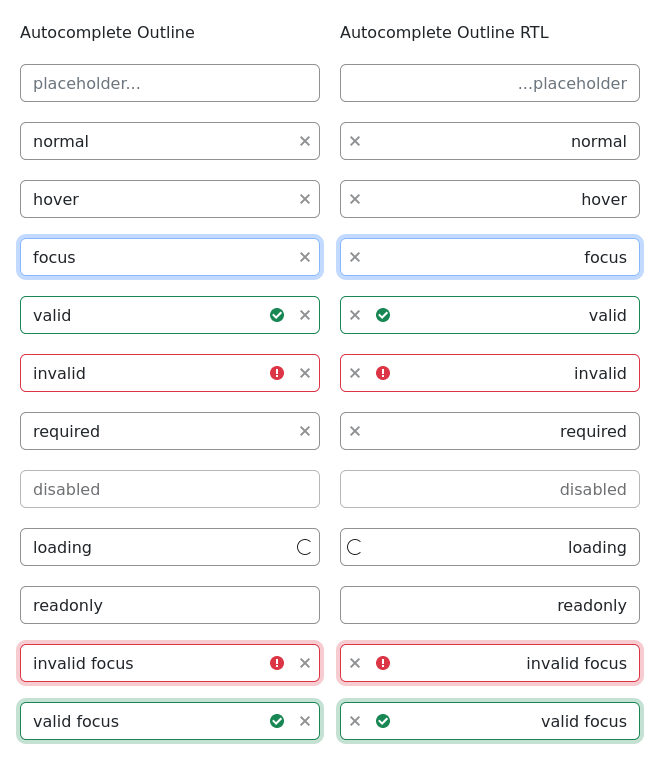 Autocomplete Outline
placeholder...
normal
hover
focus
valid
invalid
required
disabled
loading
readonly
invalid focus
valid focus
Autocomplete Outline RTL
...placeholder
normal
hover
focus
valid
invalid
required
disabled
loading
readonly
invalid focus
valid focus